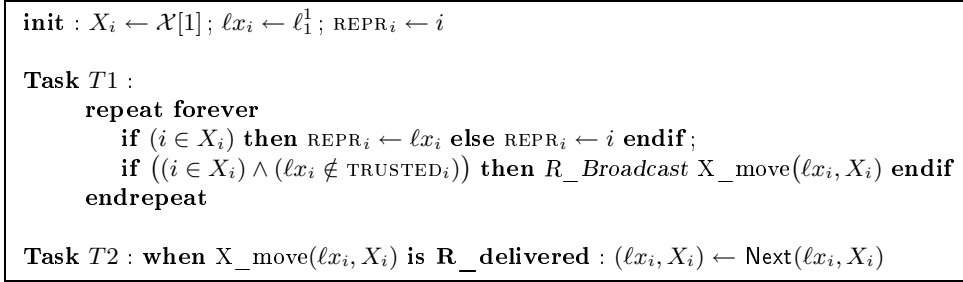 init : X_i ← 𝒳[1] ; ℓx_i ← ℓ_1^1 ; REPR_i ← i
Task T1 :
repeat forever
if (i ∈ X_i) then REPR_i ← ℓx_i else REPR_i ← i endif ;
if ((i ∈ X_i) ∧ (ℓx_i ∉ TRUSTED_i)) then R_Broadcast X_move(ℓx_i, X_i) endif
endrepeat
Task T2 : when X_move(ℓx_i, X_i) is R_delivered : (ℓx_i, X_i) ← Next(ℓx_i, X_i)